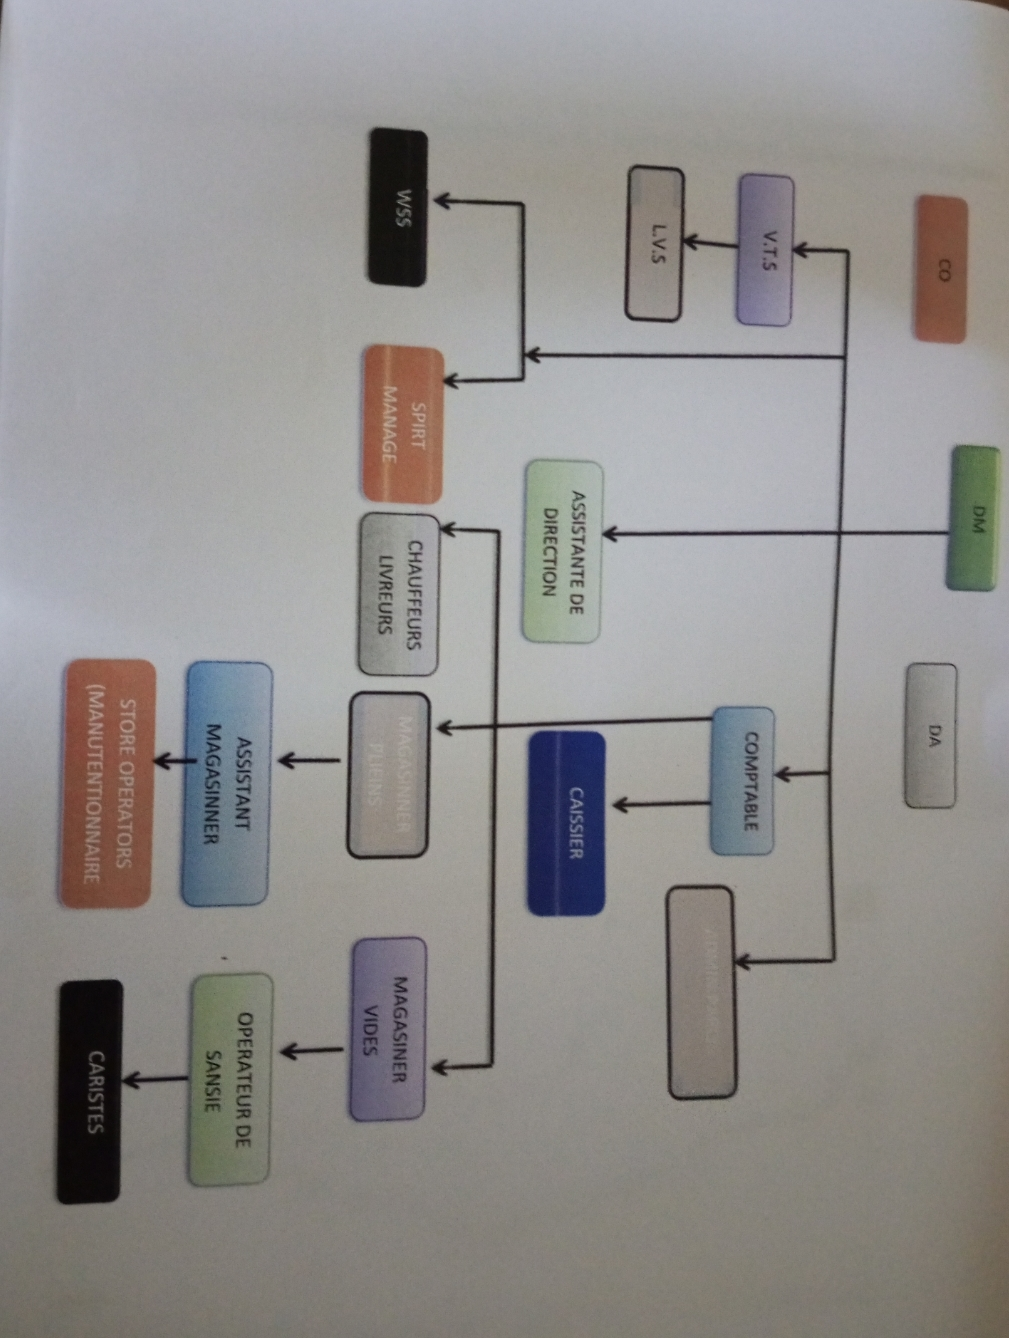 DM
CO
DA
V.T.S
L.V.S
COMPTABLE
ASSISTANTE DE
DIRECTION
CAISSIER
WSS
SPIRT
MANAGE
CHAUFFEURS
LIVREURS
MAGASINNER
PLIENS
MAGASINER
VIDES
ASSISTANT
MAGASINNER
OPERATEUR DE
SANSIE
STORE OPERATORS
(MANUTENTIONNAIRE
CARISTES